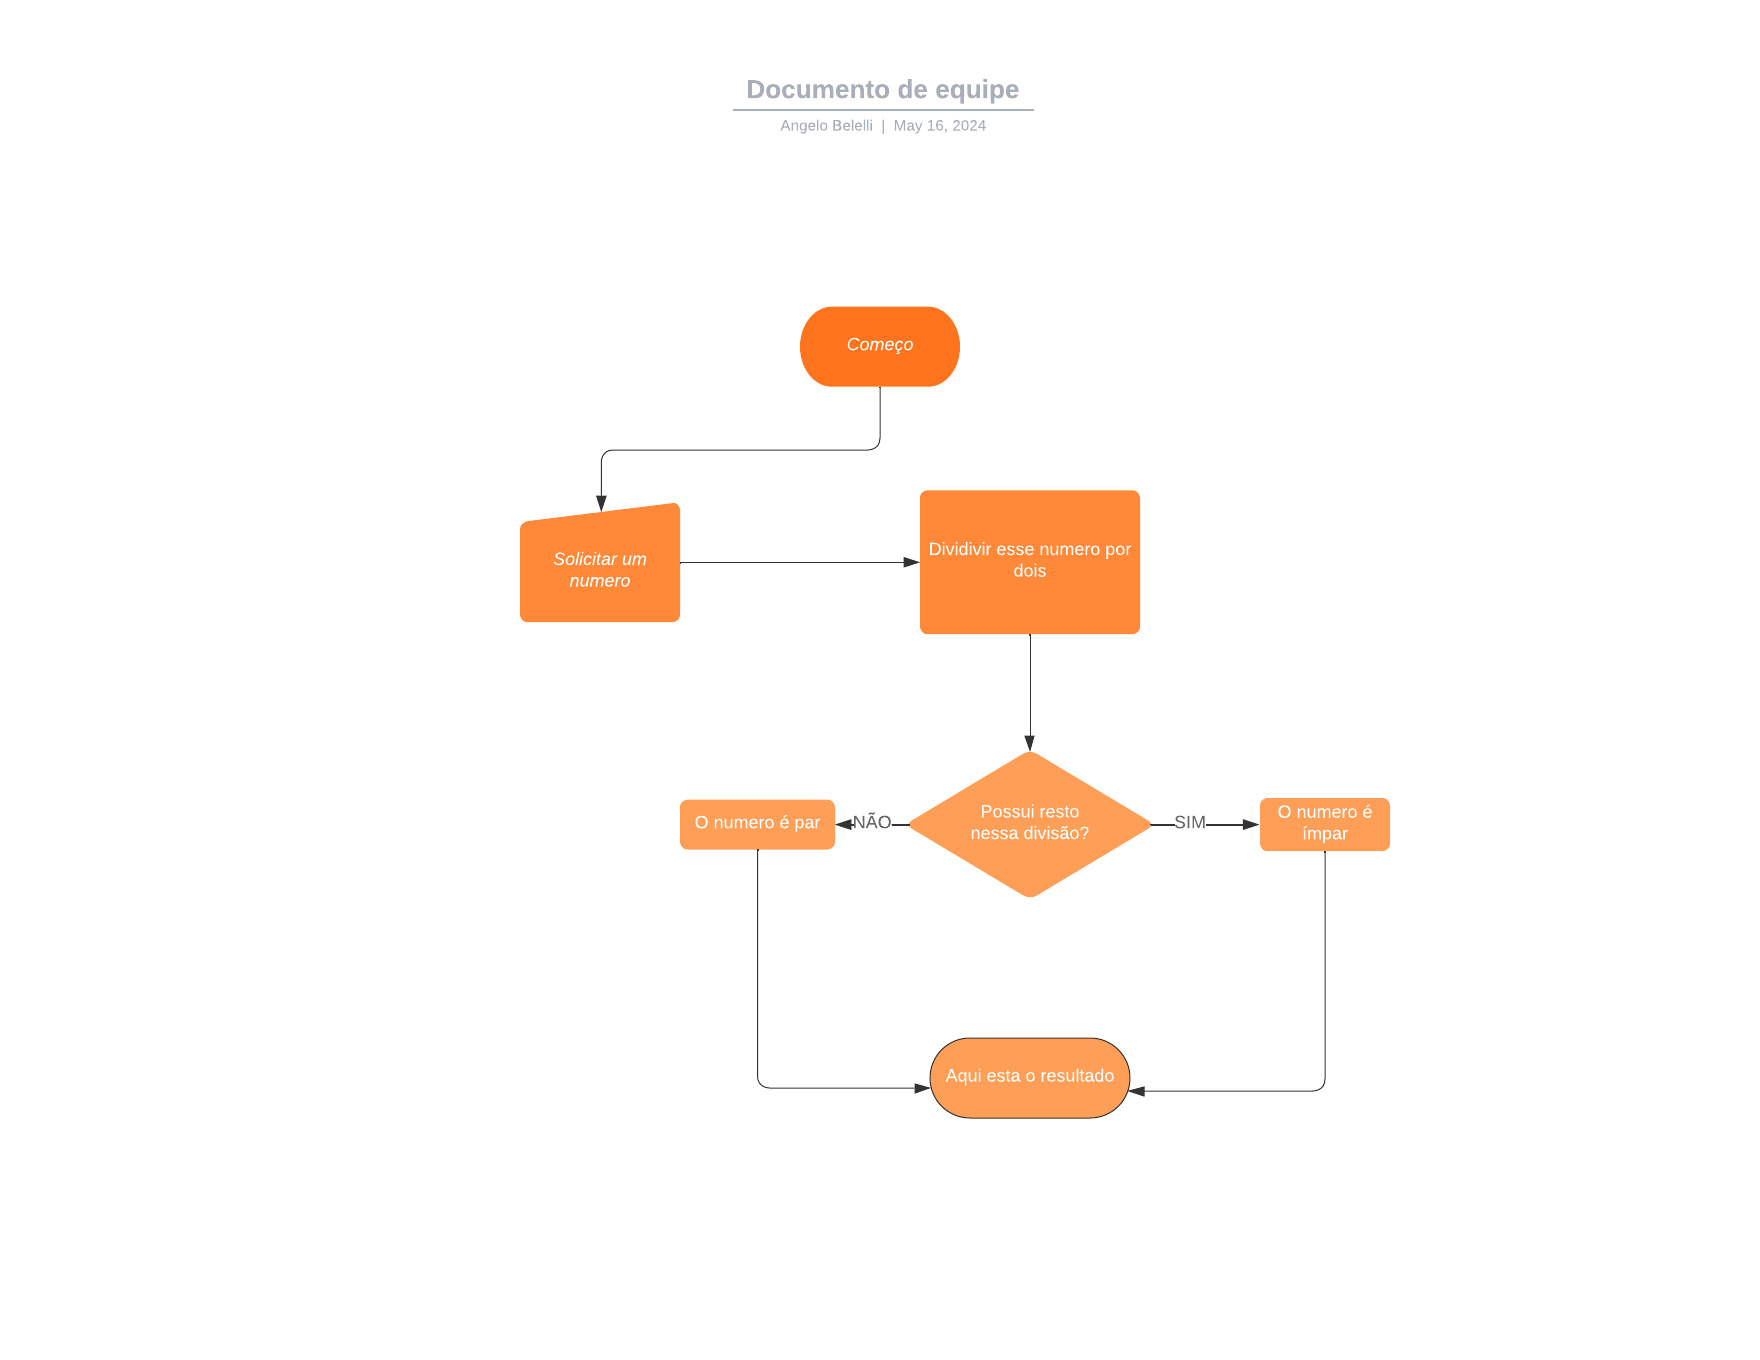 Documento de equipe
Angelo Belelli | May 16, 2024
Começo
Solicitar um
numero
Dividivir esse numero por
dois
O numero é par
NÃO
Possui resto
nessa divisão?
SIM
O numero é
ímpar
Aqui esta o resultado